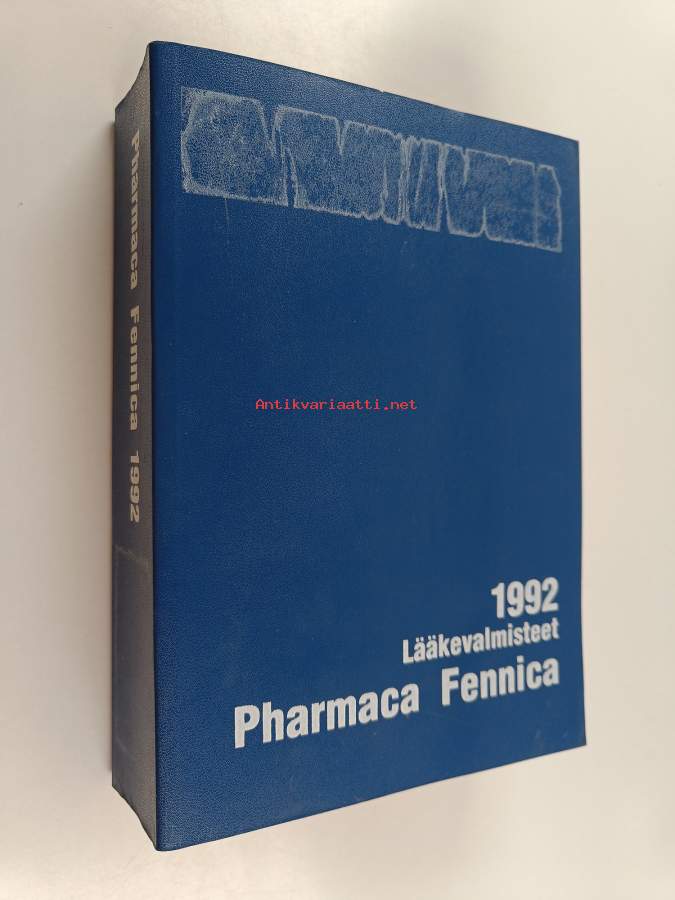 Pharmaca Fennica 1992
Antikvariaatti.net
1992
Lääkevalmisteet
Pharmaca Fennica